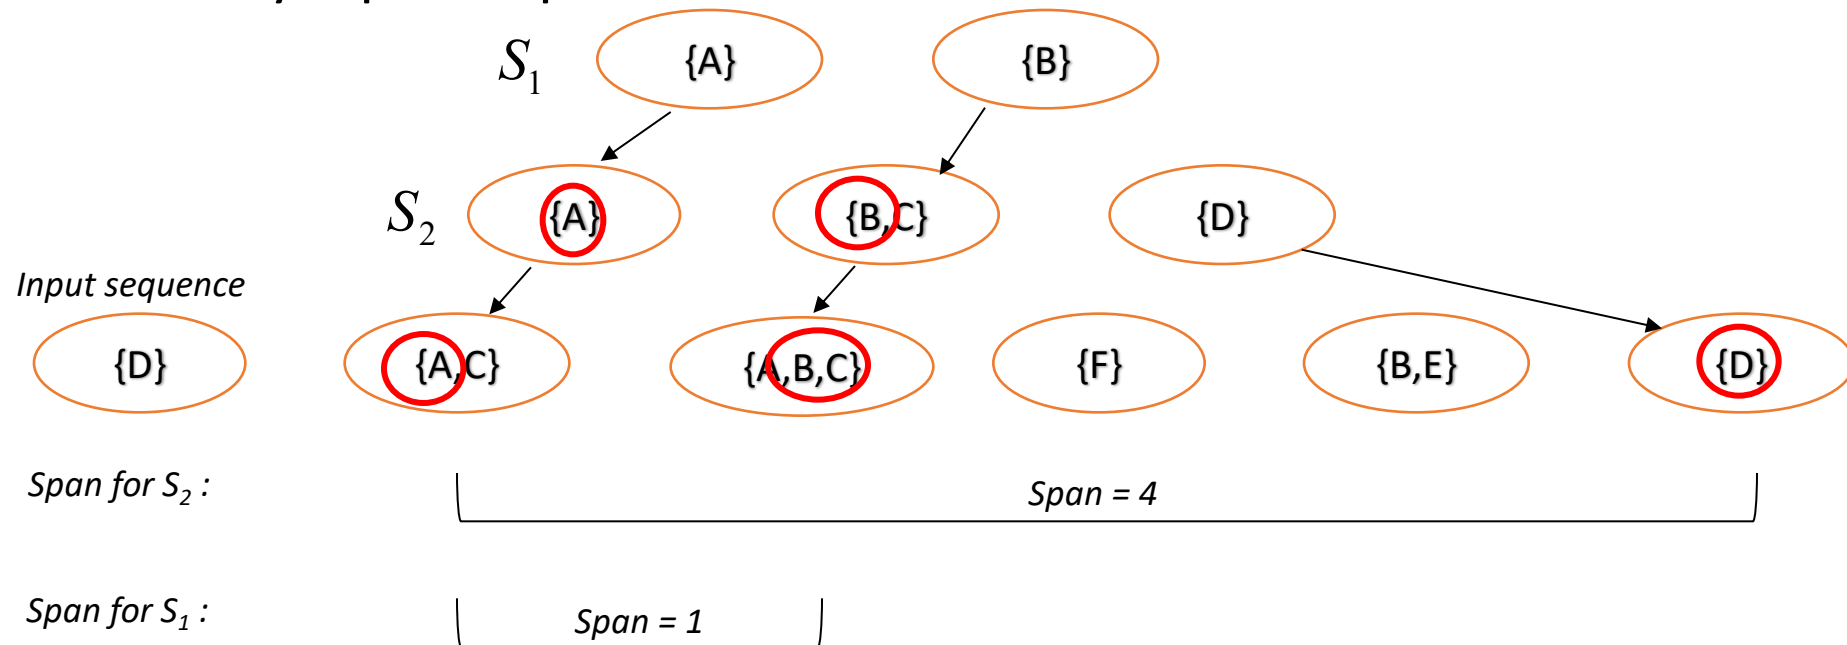 S1 {A} {B}
S2 {A} {B,C} {D}
Input sequence
{D} {A,C} {A,B,C} {F} {B,E} {D}
Span for S2 : Span = 4
Span for S1 : Span = 1